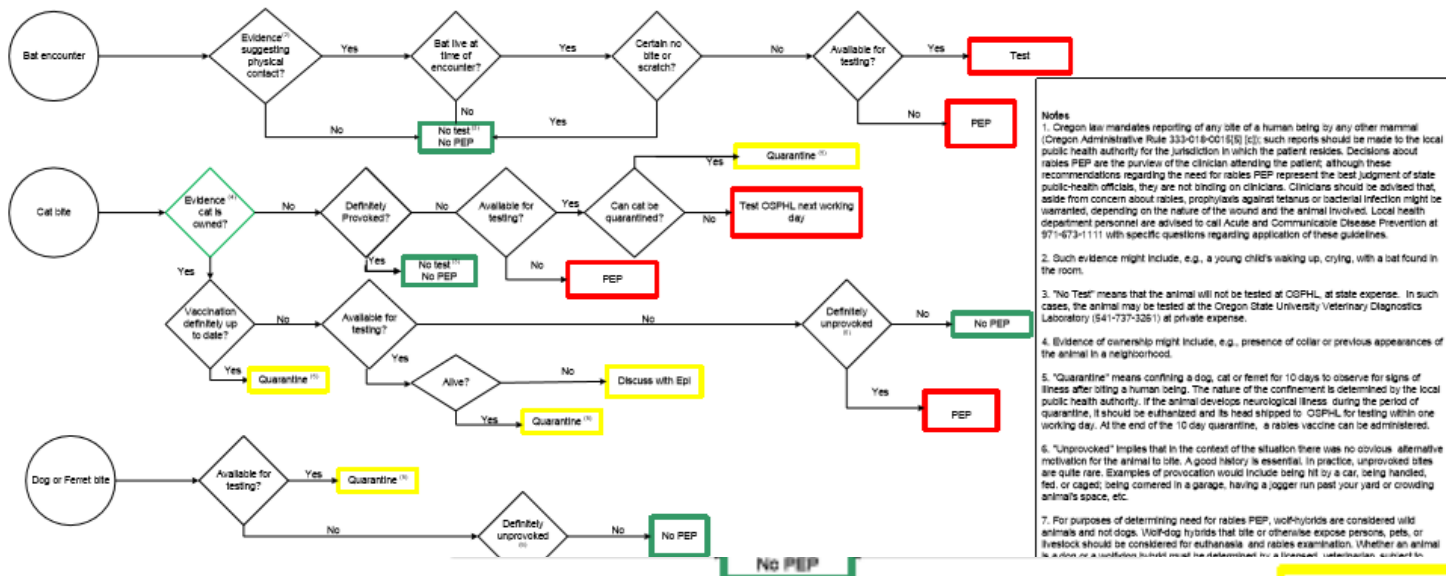 Bat encounter
Evidence (2)
suggesting
physical
contact?
Yes
No
Bat live at
time of
encounter?
Yes
No
Certain no
bite or
scratch?
Yes
No
Available for
testing?
Yes
No
Test
PEP
No test
No PEP
Cat bite
Evidence (4)
cat is
owned?
No
Yes
Definitely
Provoked?
No
Yes
No test
No PEP
Available for
testing?
Yes
No
PEP
Can cat be
quarantined?
Yes
No
Quarantine
Test OSPHL next working
day
Vaccination
definitely up
to date?
No
Yes
Quarantine (5)
Available for
testing?
No
Yes
Alive?
No
Yes
Discuss with Epi
Quarantine
Definitely
unprovoked
No
Yes
No PEP
PEP
Dog or Ferret bite
Available for
testing?
Yes
No
Quarantine
Definitely
unprovoked
No PEP
No PEP
Notes
1. Oregon law mandates reporting of any bite of a human being by any other mammal
(Oregon Administrative Rule 333-018-0015[5] [c]); such reports should be made to the local
public health authority for the jurisdiction in which the patient resides. Decisions about
rabies PEP are the purview of the clinician attending the patient; although these
recommendations regarding the need for rabies PEP represent the best judgment of state
public-health officials, they are not binding on clinicians. Clinicians should be advised that,
aside from concern about rabies, prophylaxis against tetanus or bacterial infection might be
warranted, depending on the nature of the wound and the animal involved. Local health
department personnel are advised to call Acute and Communicable Disease Prevention at
971-673-1111 with specific questions regarding application of these guidelines.
2. Such evidence might include, e.g., a young child's waking up, crying, with a bat found in
the room.
3. "No Test" means that the animal will not be tested at OSPHL, at state expense. In such
cases, the animal may be tested at the Oregon State University Veterinary Diagnostics
Laboratory (541-737-3261) at private expense.
4. Evidence of ownership might include, e.g., presence of collar or previous appearances of
the animal in a neighborhood.
5. "Quarantine" means confining a dog, cat or ferret for 10 days to observe for signs of
illness after biting a human being. The nature of the confinement is determined by the local
public health authority. If the animal develops neurological illness during the period of
quarantine, it should be euthanized and its head shipped to OSPHL for testing within one
working day. At the end of the 10 day quarantine, a rabies vaccine can be administered.
6. "Unprovoked" implies that in the context of the situation there was no obvious alternative
motivation for the animal to bite. A good history is essential. In practice, unprovoked bites
are quite rare. Examples of provocation would include being hit by a car, being handled,
fed, or caged; being cornered in a garage, having a jogger run past your yard or crowding
animal's space, etc.
7. For purposes of determining need for rabies PEP, wolf-hybrids are considered wild
animals and not dogs. Wolf-dog hybrids that bite or otherwise expose persons, pets, or
livestock should be considered for euthanasia and rabies examination. Whether an animal
is a dog or a wolfdog hybrid must be determined by a licensed veterinarian subject to